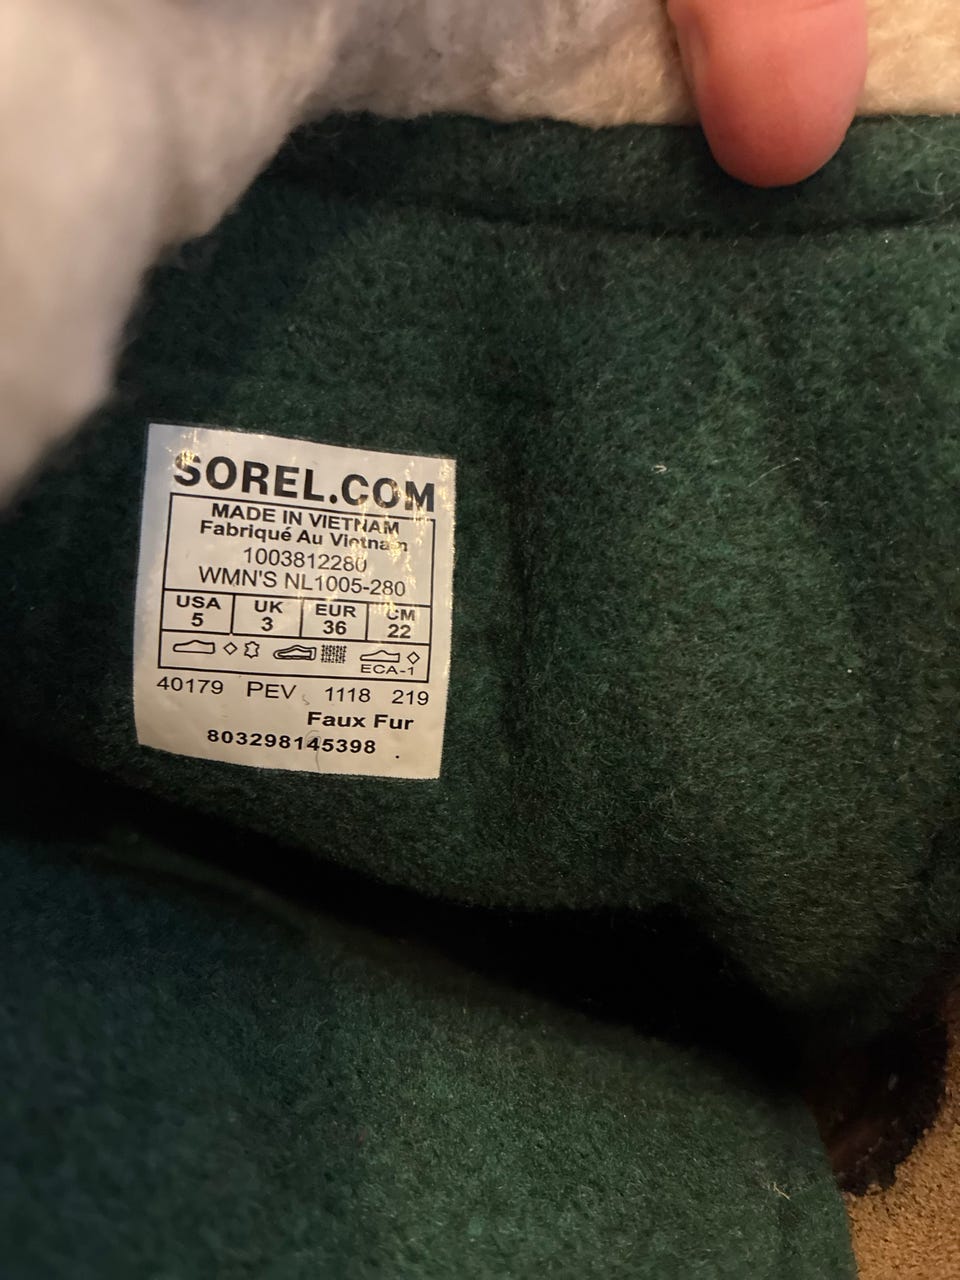 SOREL.COM
MADE IN VIETNAM
Fabriqué Au Vietnam
1003812280
WMN'S NL1005-280
USA UK EUR CM
5 3 36 22
ECA-1
40179 PEV 1118 219
Faux Fur
803298145398